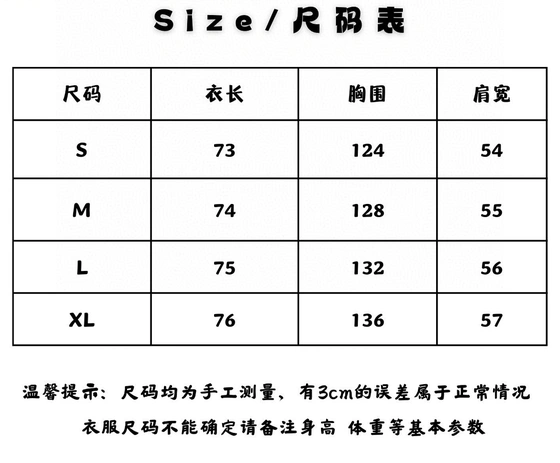 Size/尺码表
尺码 衣长 胸围 肩宽
S 73 124 54
M 74 128 55
L 75 132 56
XL 76 136 57
温馨提示：尺码均为手工测量、有3cm的误差属于正常情况
衣服尺码不能确定请备注身高 体重等基本参数